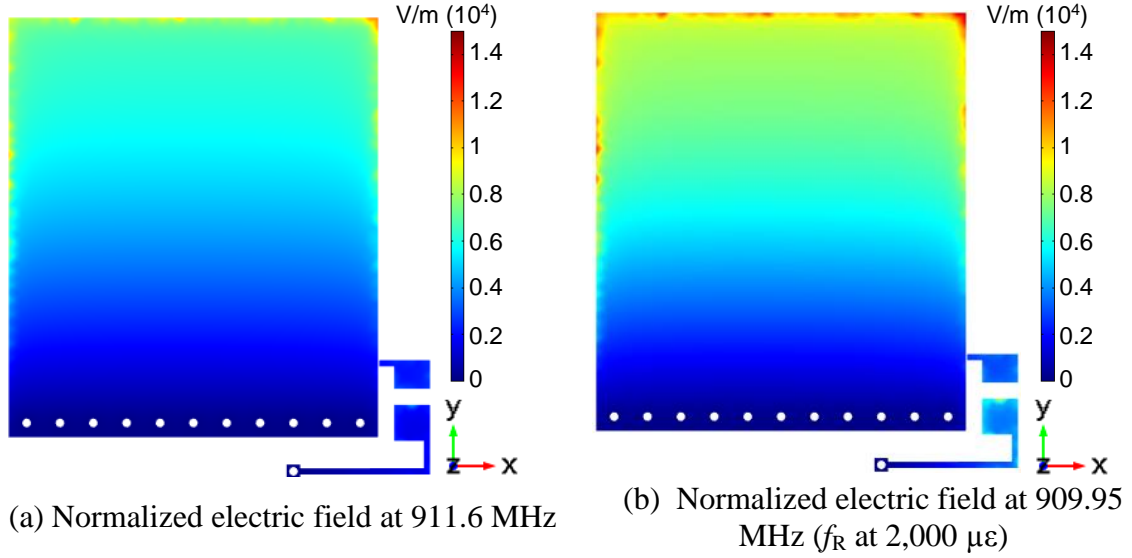 V/m (10⁴)
1.4
1.2
1
0.8
0.6
0.4
0.2
0
y
z
x
(a) Normalized electric field at 911.6 MHz
V/m (10⁴)
1.4
1.2
1
0.8
0.6
0.4
0.2
0
y
z
x
(b) Normalized electric field at 909.95
MHz (fR at 2,000 µε)